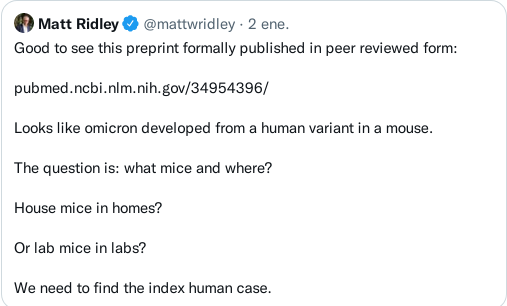 Matt Ridley @mattwridley · 2 ene.
Good to see this preprint formally published in peer reviewed form:
pubmed.ncbi.nlm.nih.gov/34954396/
Looks like omicron developed from a human variant in a mouse.
The question is: what mice and where?
House mice in homes?
Or lab mice in labs?
We need to find the index human case.